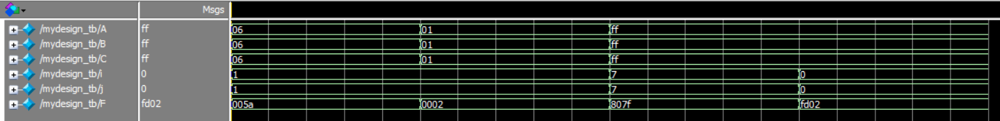 Msgs
/mydesign_tb/A ff 06 01 ff
/mydesign_tb/B ff 06 01 ff
/mydesign_tb/C ff 06 01 ff
/mydesign_tb/i 0 1 7 0
/mydesign_tb/j 0 1 7 0
/mydesign_tb/F fd02 005a 0002 807f fd02